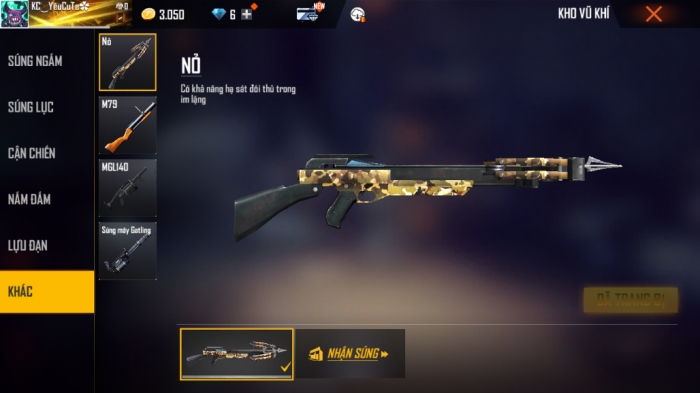 KC_YêuCuTe
0
3.050
6
NEW
KHO VŨ KHÍ
SÚNG NGẮM
SÚNG LỤC
CẬN CHIẾN
NẮM ĐẤM
LỰU ĐẠN
KHÁC
Nỏ
M79
MGL140
Súng máy Gatling
NỎ
Có khả năng hạ sát đối thủ trong
im lặng
ĐÃ TRANG BỊ
NHẬN SÚNG